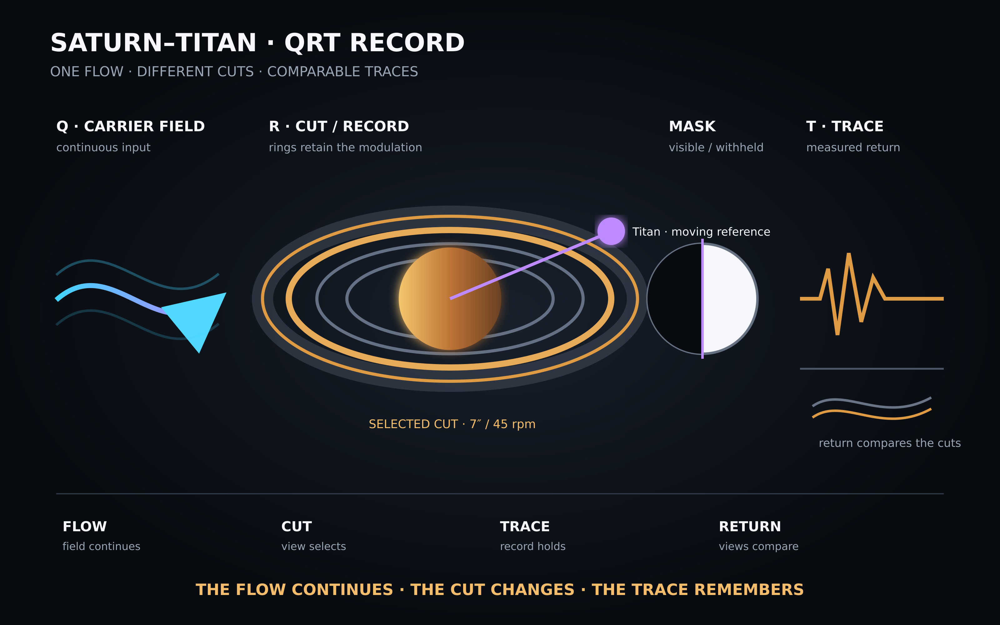 SATURN–TITAN · QRT RECORD
ONE FLOW · DIFFERENT CUTS · COMPARABLE TRACES
Q · CARRIER FIELD
continuous input
R · CUT / RECORD
rings retain the modulation
MASK
visible / withheld
T · TRACE
measured return
Titan · moving reference
SELECTED CUT · 7″ / 45 rpm
return compares the cuts
FLOW
field continues
CUT
view selects
TRACE
record holds
RETURN
views compare
THE FLOW CONTINUES · THE CUT CHANGES · THE TRACE REMEMBERS